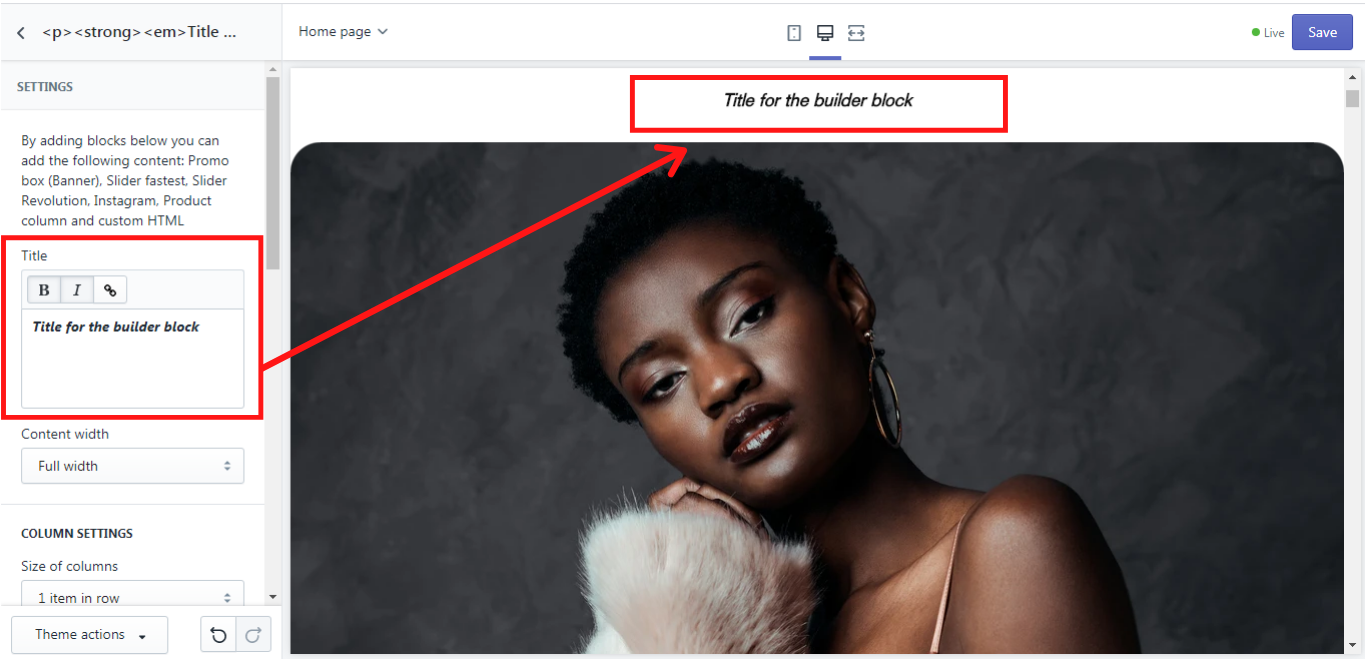 <p><strong><em>Title ...
Home page
Live
Save
SETTINGS
By adding blocks below you can
add the following content: Promo
box (Banner), Slider fastest, Slider
Revolution, Instagram, Product
column and custom HTML
Title
B I
Title for the builder block
Content width
Full width
COLUMN SETTINGS
Size of columns
1 item in row
Theme actions
Title for the builder block